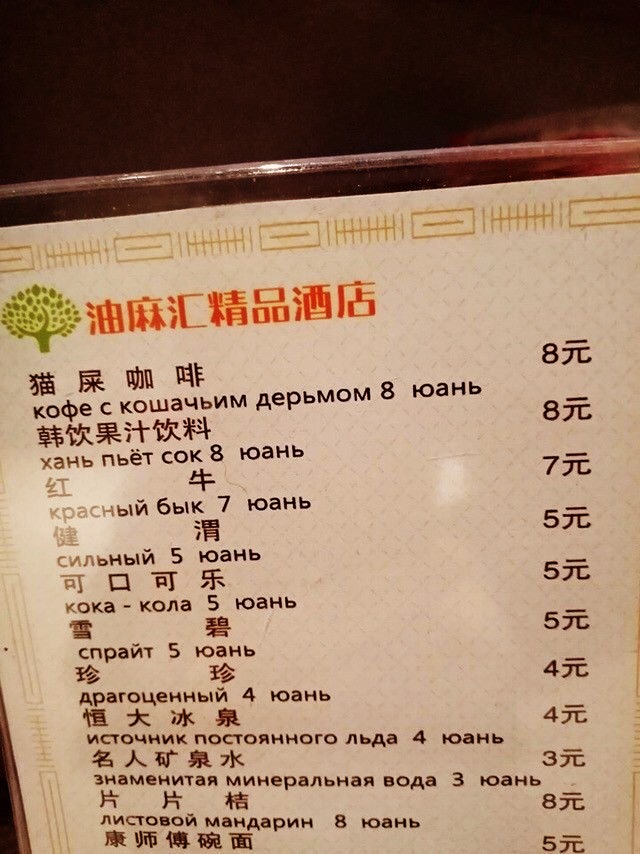 油麻汇精品酒店
猫屎咖啡 8元
кофе с кошачьим дерьмом 8 юань
韩饮果汁饮料 8元
хань пьёт сок 8 юань
红牛 7元
красный бык 7 юань
健渭 5元
сильный 5 юань
可口可乐 5元
кока - кола 5 юань
雪碧 5元
спрайт 5 юань
珍珍 4元
драгоценный 4 юань
恒大冰泉 4元
источник постоянного льда 4 юань
名人矿泉水 3元
знаменитая минеральная вода 3 юань
片片桔 8元
листовой мандарин 8 юань
康师傅碗面 5元